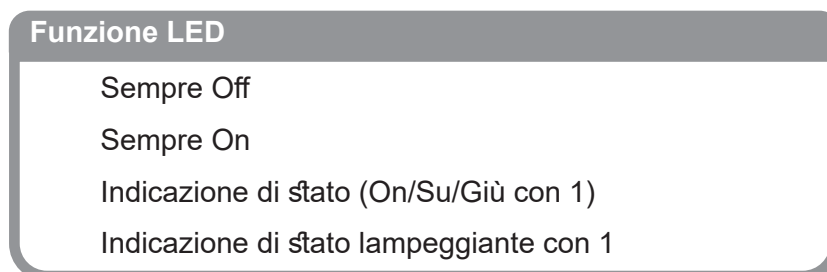 Funzione LED
Sempre Off
Sempre On
Indicazione di stato (On/Su/Giù con 1)
Indicazione di stato lampeggiante con 1